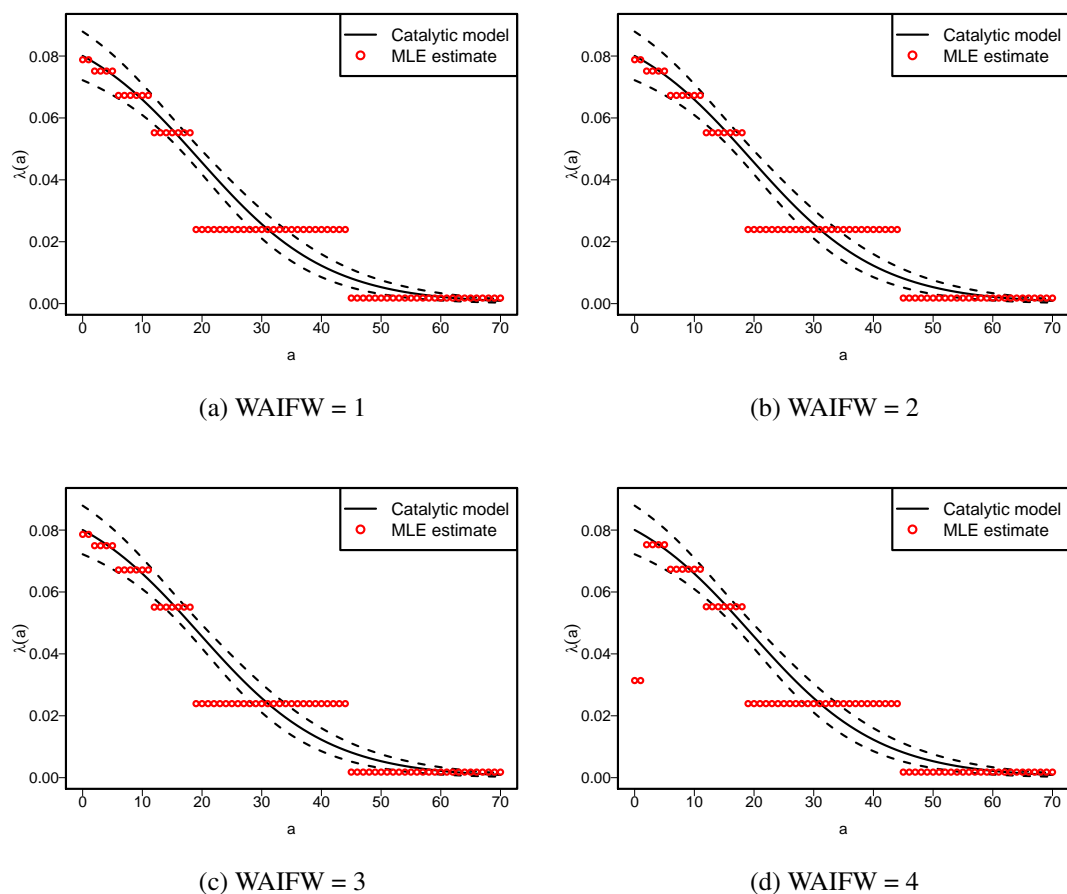 Catalytic model
MLE estimate
0.08
0.06
0.04
0.02
0.00
λ(a)
0 10 20 30 40 50 60 70
a
(a) WAIFW = 1
Catalytic model
MLE estimate
0.08
0.06
0.04
0.02
0.00
λ(a)
0 10 20 30 40 50 60 70
a
(b) WAIFW = 2
Catalytic model
MLE estimate
0.08
0.06
0.04
0.02
0.00
λ(a)
0 10 20 30 40 50 60 70
a
(c) WAIFW = 3
Catalytic model
MLE estimate
0.08
0.06
0.04
0.02
0.00
λ(a)
0 10 20 30 40 50 60 70
a
(d) WAIFW = 4